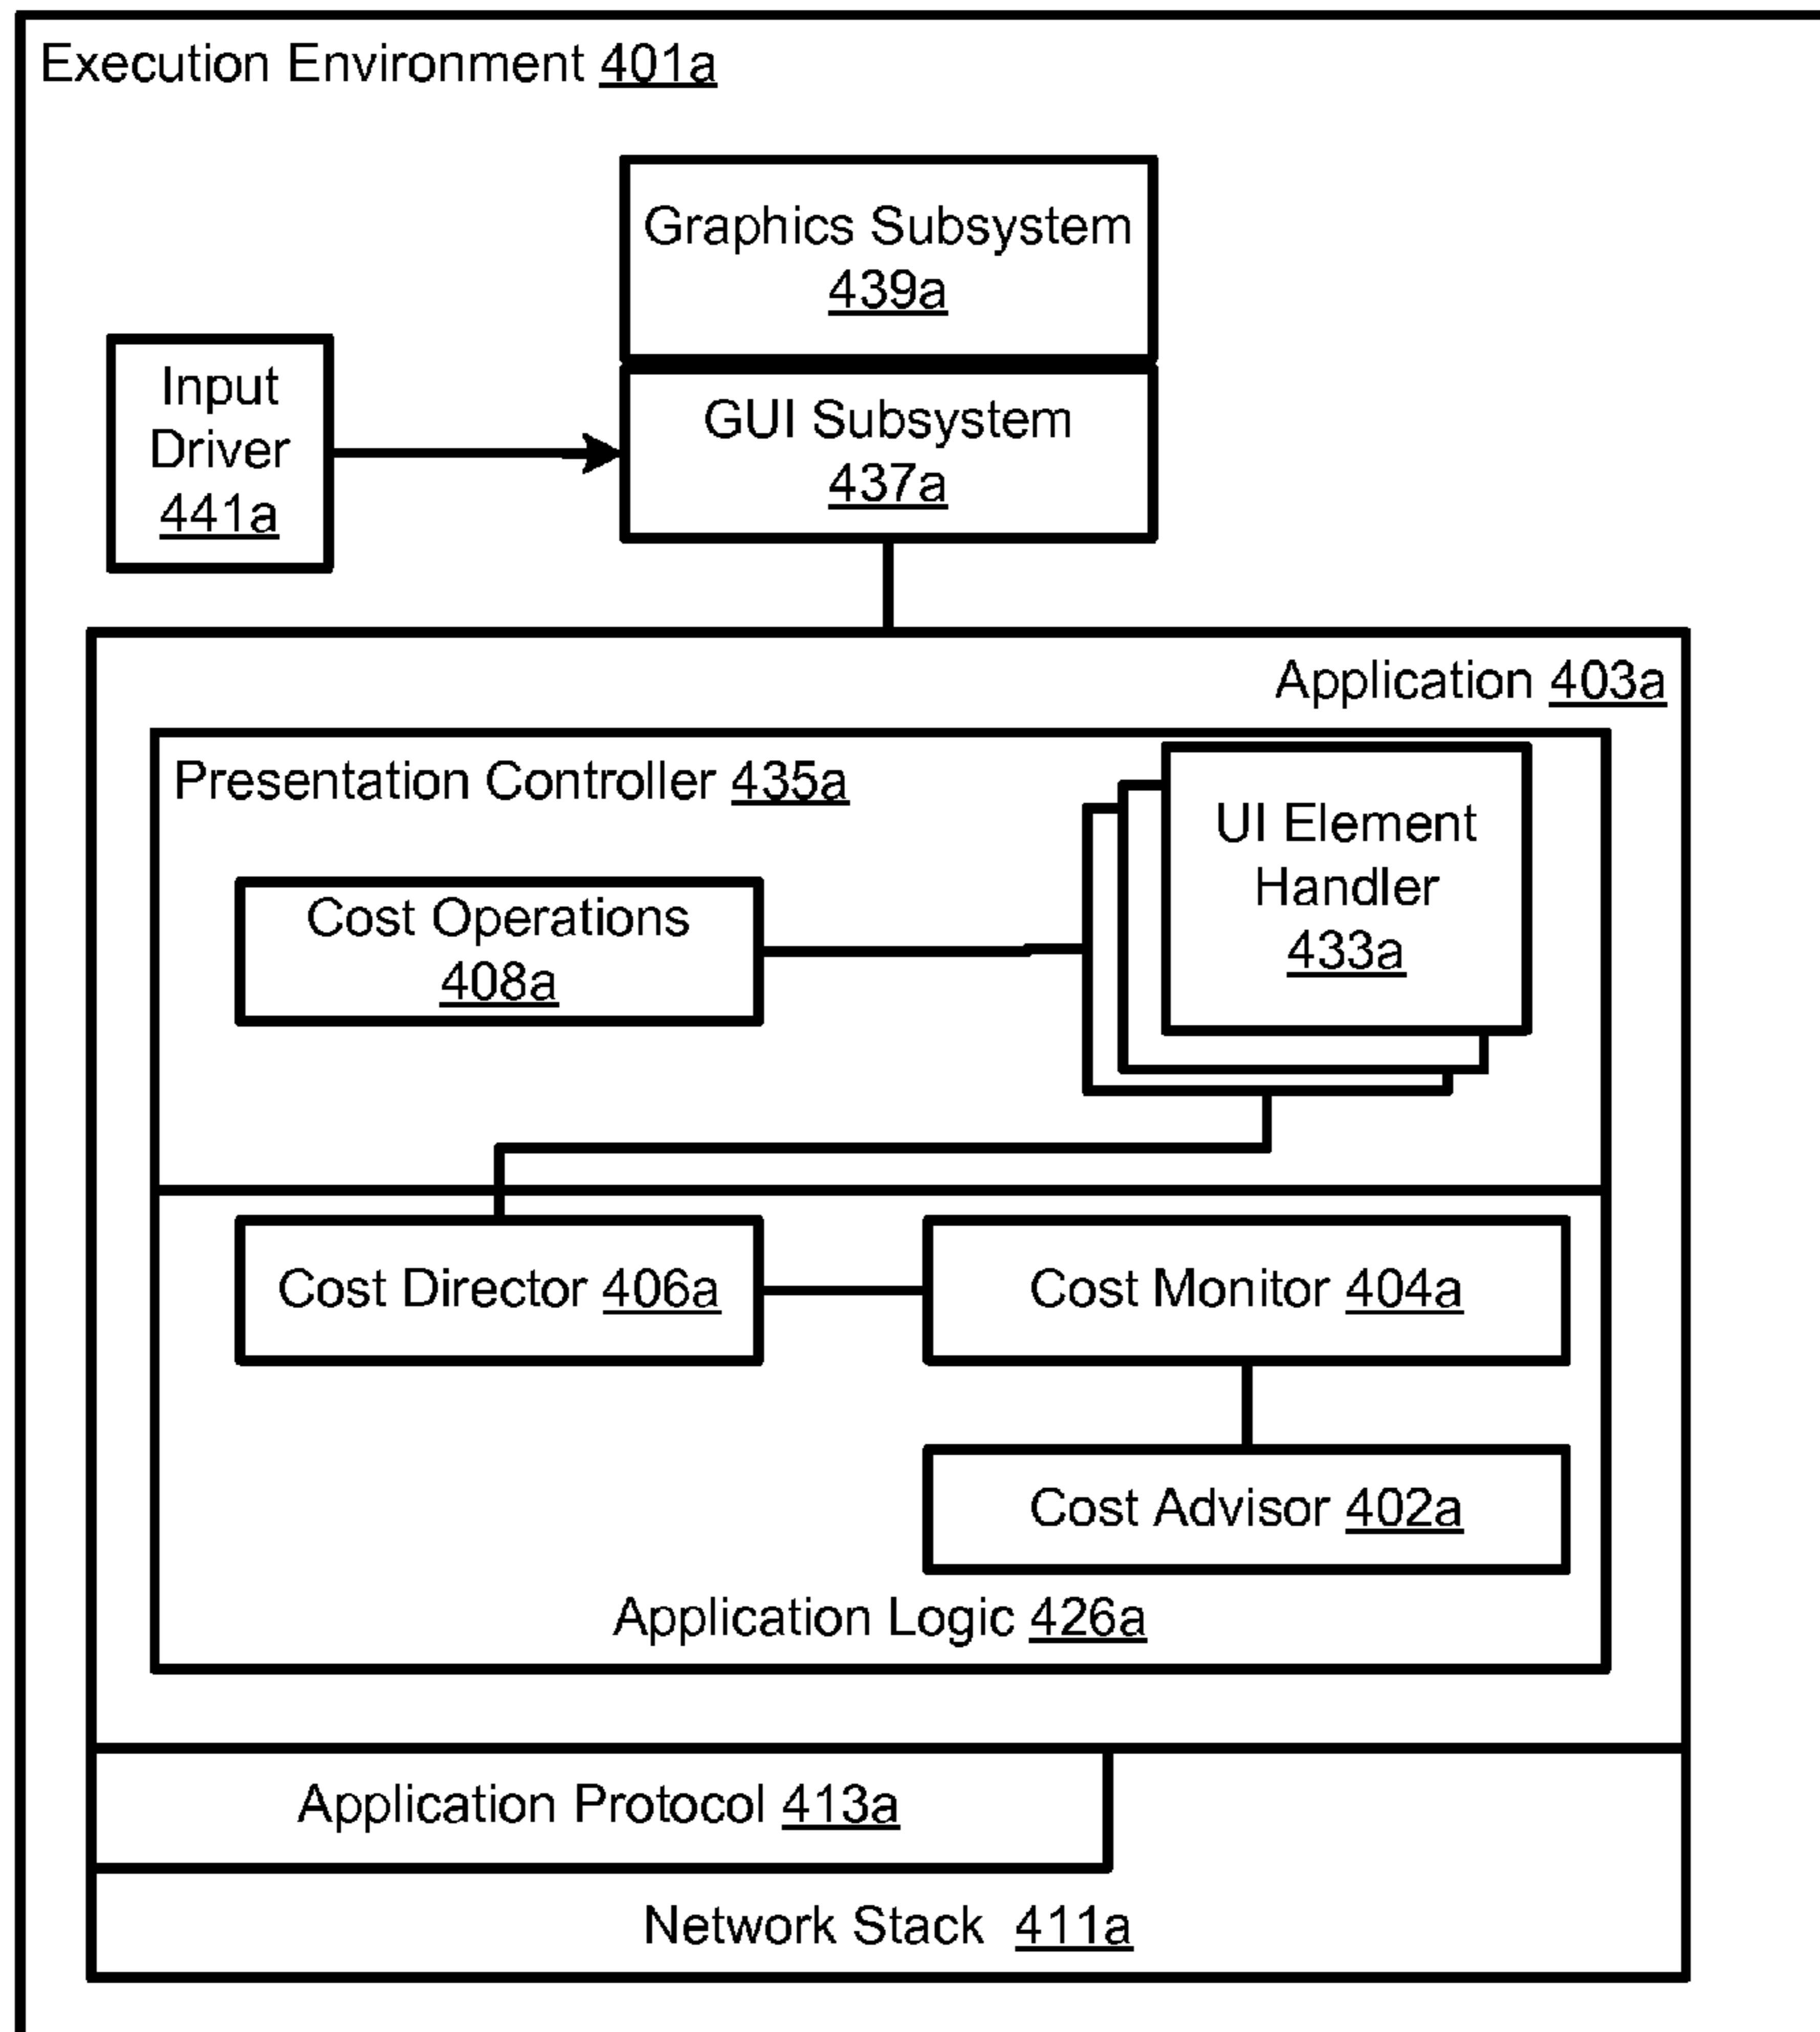 Execution Environment 401a
Graphics Subsystem
439a
Input
Driver
441a
GUI Subsystem
437a
Application 403a
Presentation Controller 435a
UI Element
Handler
433a
Cost Operations
408a
Cost Director 406a
Cost Monitor 404a
Cost Advisor 402a
Application Logic 426a
Application Protocol 413a
Network Stack 411a